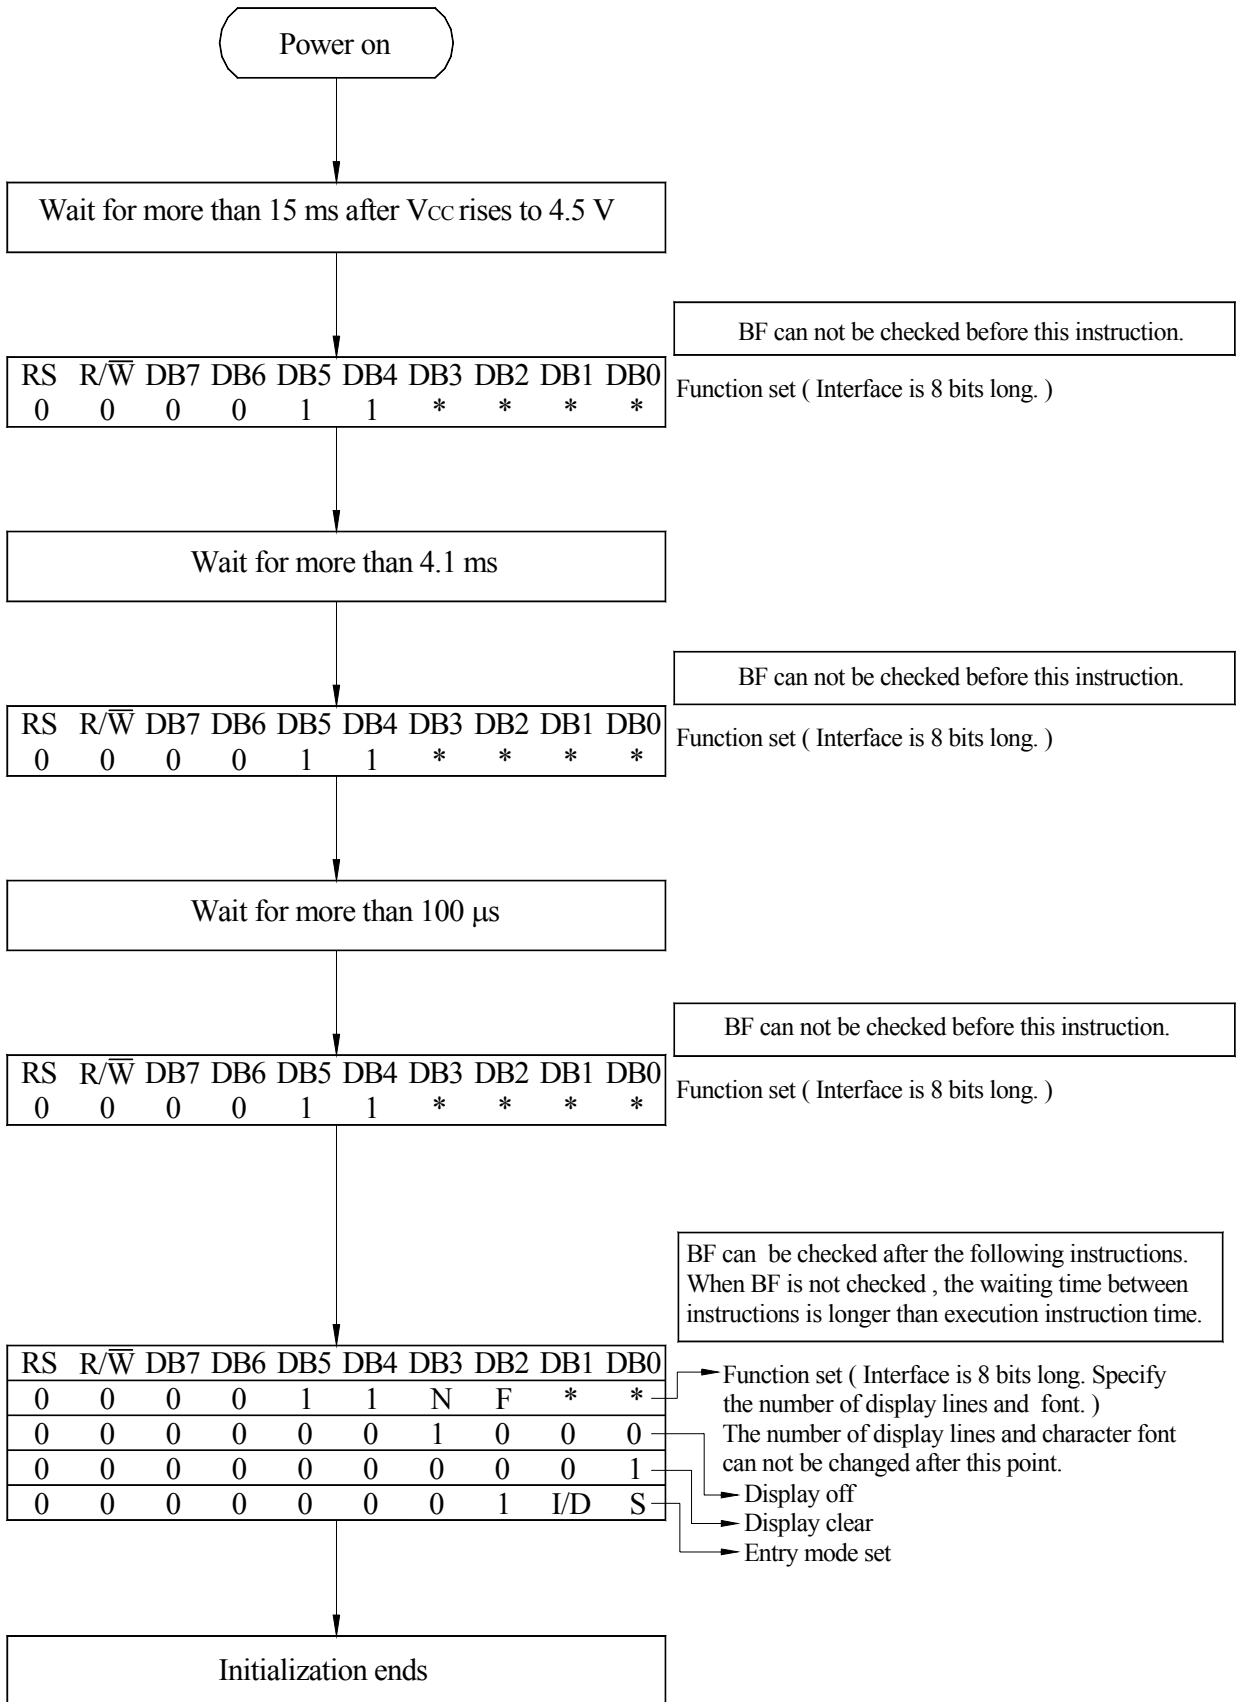 Power on
Wait for more than 15 ms after VCC rises to 4.5 V
BF can not be checked before this instruction.
RS R/W̅ DB7 DB6 DB5 DB4 DB3 DB2 DB1 DB0
0 0 0 0 1 1 * * * *
Function set ( Interface is 8 bits long. )
Wait for more than 4.1 ms
BF can not be checked before this instruction.
RS R/W̅ DB7 DB6 DB5 DB4 DB3 DB2 DB1 DB0
0 0 0 0 1 1 * * * *
Function set ( Interface is 8 bits long. )
Wait for more than 100 μs
BF can not be checked before this instruction.
RS R/W̅ DB7 DB6 DB5 DB4 DB3 DB2 DB1 DB0
0 0 0 0 1 1 * * * *
Function set ( Interface is 8 bits long. )
BF can be checked after the following instructions.
When BF is not checked , the waiting time between
instructions is longer than execution instruction time.
RS R/W̅ DB7 DB6 DB5 DB4 DB3 DB2 DB1 DB0
0 0 0 0 1 1 N F * *
0 0 0 0 0 0 1 0 0 0
0 0 0 0 0 0 0 0 0 1
0 0 0 0 0 0 0 1 I/D S
Function set ( Interface is 8 bits long. Specify
the number of display lines and font. )
The number of display lines and character font
can not be changed after this point.
Display off
Display clear
Entry mode set
Initialization ends